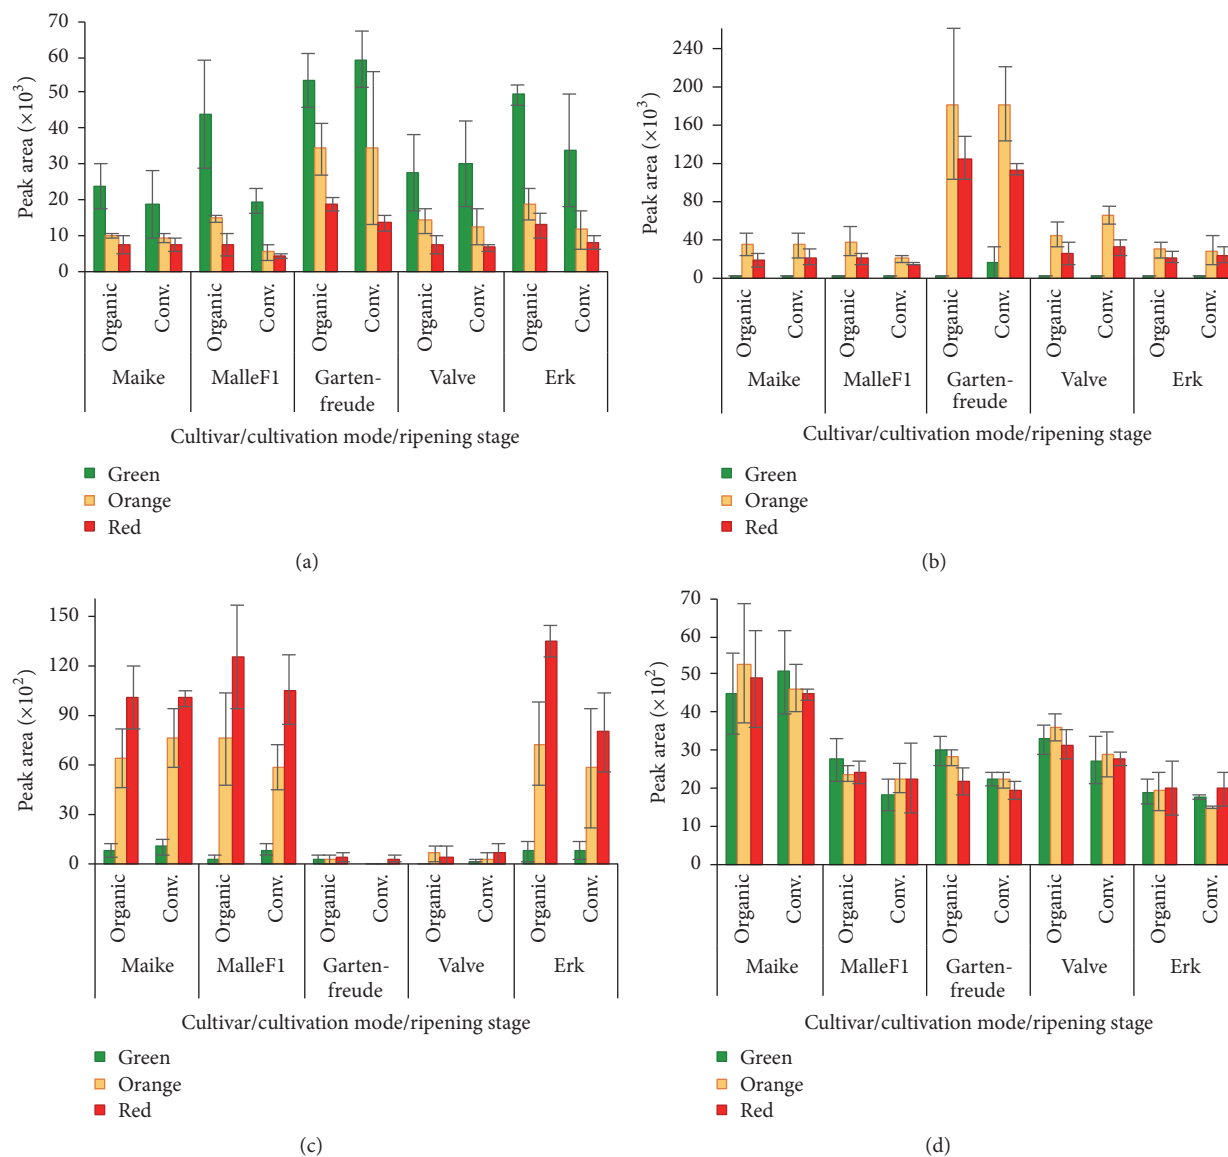 70
60
50
40
30
20
10
0
Peak area (×10³)
Organic
Conv.
Organic
Conv.
Organic
Conv.
Organic
Conv.
Organic
Conv.
Maike
MalleF1
Garten-
freude
Valve
Erk
Cultivar/cultivation mode/ripening stage
Green
Orange
Red
(a)
240
200
160
120
80
40
0
Peak area (×10³)
Organic
Conv.
Organic
Conv.
Organic
Conv.
Organic
Conv.
Organic
Conv.
Maike
MalleF1
Garten-
freude
Valve
Erk
Cultivar/cultivation mode/ripening stage
Green
Orange
Red
(b)
150
120
90
60
30
0
Peak area (×10²)
Organic
Conv.
Organic
Conv.
Organic
Conv.
Organic
Conv.
Organic
Conv.
Maike
MalleF1
Garten-
freude
Valve
Erk
Cultivar/cultivation mode/ripening stage
Green
Orange
Red
(c)
70
60
50
40
30
20
10
0
Peak area (×10²)
Organic
Conv.
Organic
Conv.
Organic
Conv.
Organic
Conv.
Organic
Conv.
Maike
MalleF1
Garten-
freude
Valve
Erk
Cultivar/cultivation mode/ripening stage
Green
Orange
Red
(d)